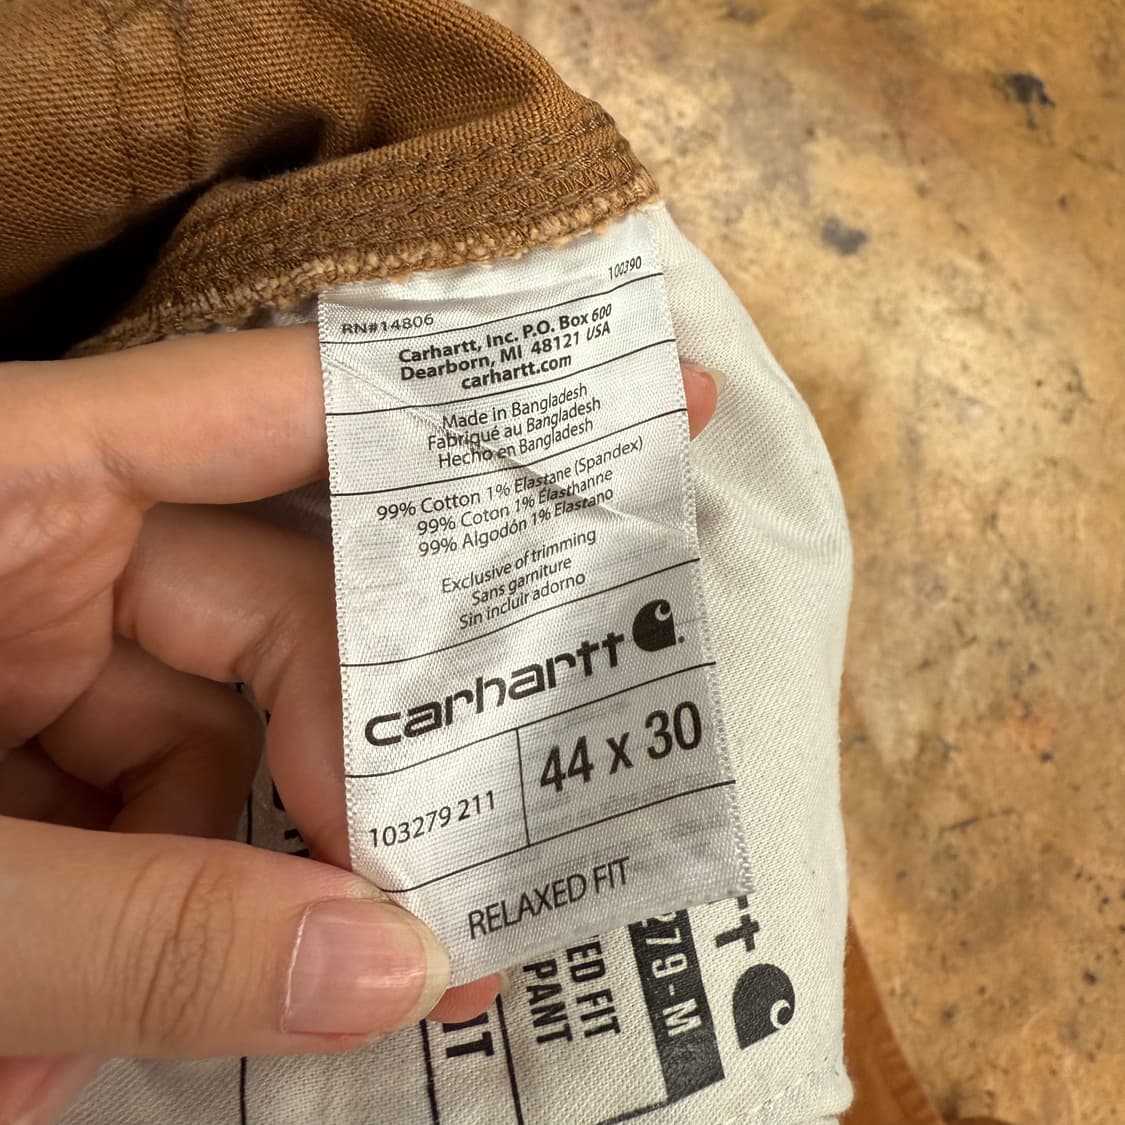 100390
RN#14806
Carhartt, Inc. P.O. Box 600
Dearborn, MI 48121 USA
carhartt.com
Made in Bangladesh
Fabriqué au Bangladesh
Hecho en Bangladesh
99% Cotton 1% Elastane (Spandex)
99% Coton 1% Élasthanne
99% Algodón 1% Elastano
Exclusive of trimming
Sans garniture
Sin incluir adorno
carhartt
103279 211
44 x 30
RELAXED FIT
279-M
ED FIT
PANT